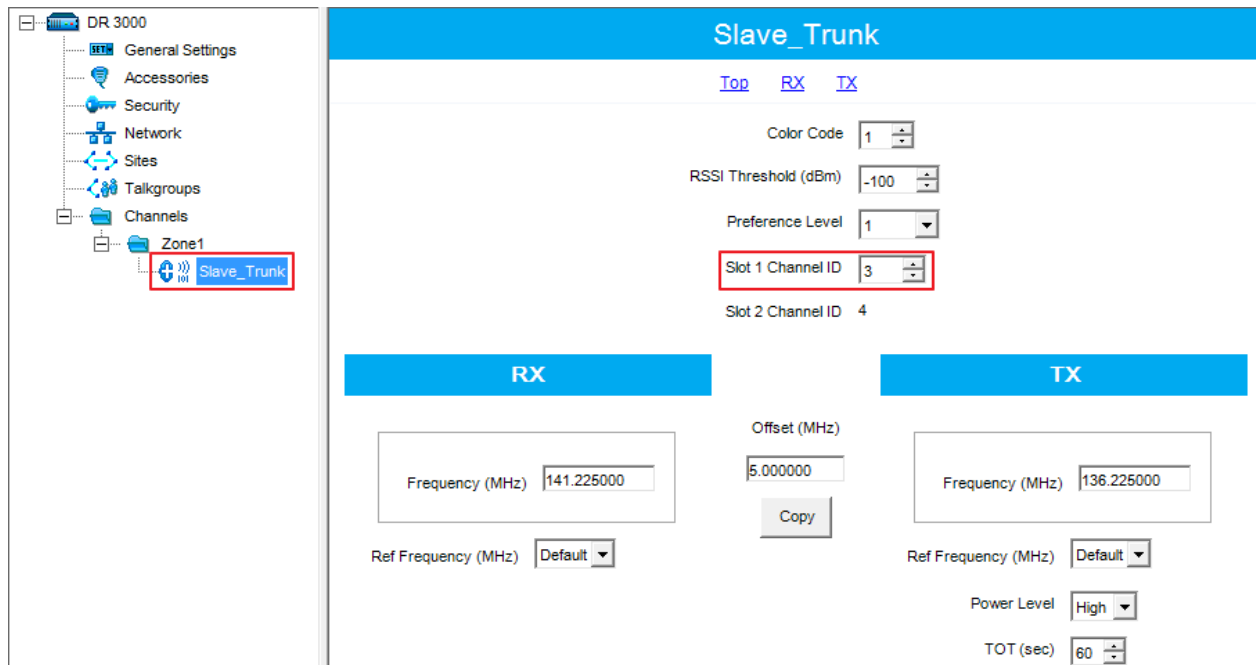 DR 3000
SET
General Settings
Accessories
Security
Network
Sites
Talkgroups
Channels
Zone1
Slave_Trunk
Slave_Trunk
Top RX TX
Color Code 1
RSSI Threshold (dBm) -100
Preference Level 1
Slot 1 Channel ID 3
Slot 2 Channel ID 4
RX
TX
Offset (MHz)
5.000000
Copy
Frequency (MHz) 141.225000
Ref Frequency (MHz) Default
Frequency (MHz) 136.225000
Ref Frequency (MHz) Default
Power Level High
TOT (sec) 60